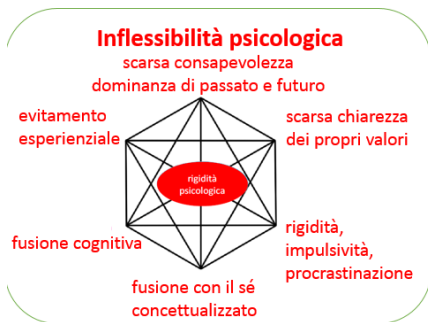 Inflessibilità psicologica
scarsa consapevolezza
dominanza di passato e futuro
evitamento
esperienziale
scarsa chiarezza
dei propri valori
rigidità
psicologica
fusione cognitiva
rigidità,
impulsività,
procrastinazione
fusione con il sé
concettualizzato